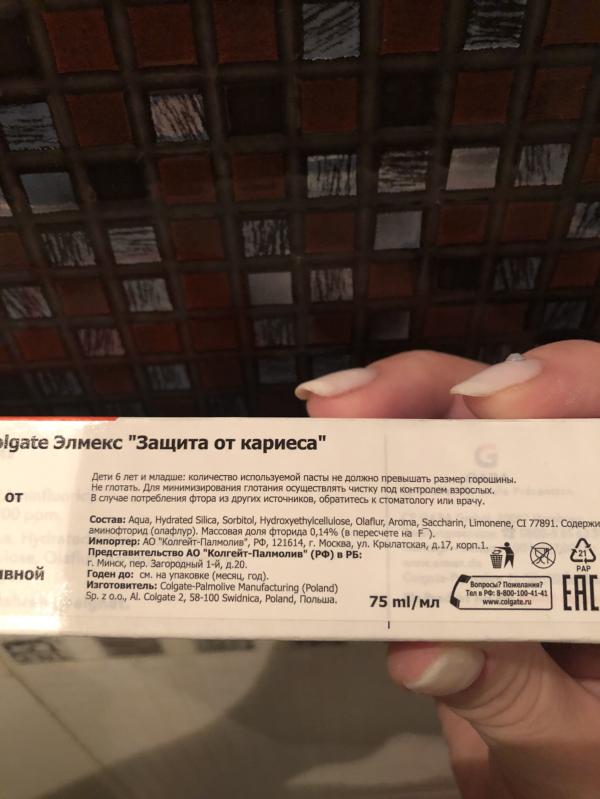 olgate Элмекс "Защита от кариеса"
от
ивной
Дети 6 лет и младше: количество используемой пасты не должно превышать размер горошины.
Не глотать. Для минимизирования глотания осуществлять чистку под контролем взрослых.
В случае потребления фтора из других источников, обратитесь к стоматологу или врачу.
Состав: Aqua, Hydrated Silica, Sorbitol, Hydroxyethylcellulose, Olaflur, Aroma, Saccharin, Limonene, CI 77891. Содержи
аминофторид (олафлур). Массовая доля фторида 0,14% (в пересчете на F⁻).
Импортер: АО "Колгейт-Палмолив", РФ, 121614, г. Москва, ул. Крылатская, д.17, корп.1.
Представительство АО "Колгейт-Палмолив" (РФ) в РБ:
г. Минск, пер. Загородный 1-й, д.20.
Годен до: см. на упаковке (месяц, год).
Изготовитель: Colgate-Palmolive Manufacturing (Poland)
Sp. z o.o., Al. Colgate 2, 58-100 Swidnica, Poland, Польша.
75 ml/мл
Вопросы? Пожелания?
Тел в РФ: 8-800-100-41-41
www.colgate.ru
21
PAP
EAC